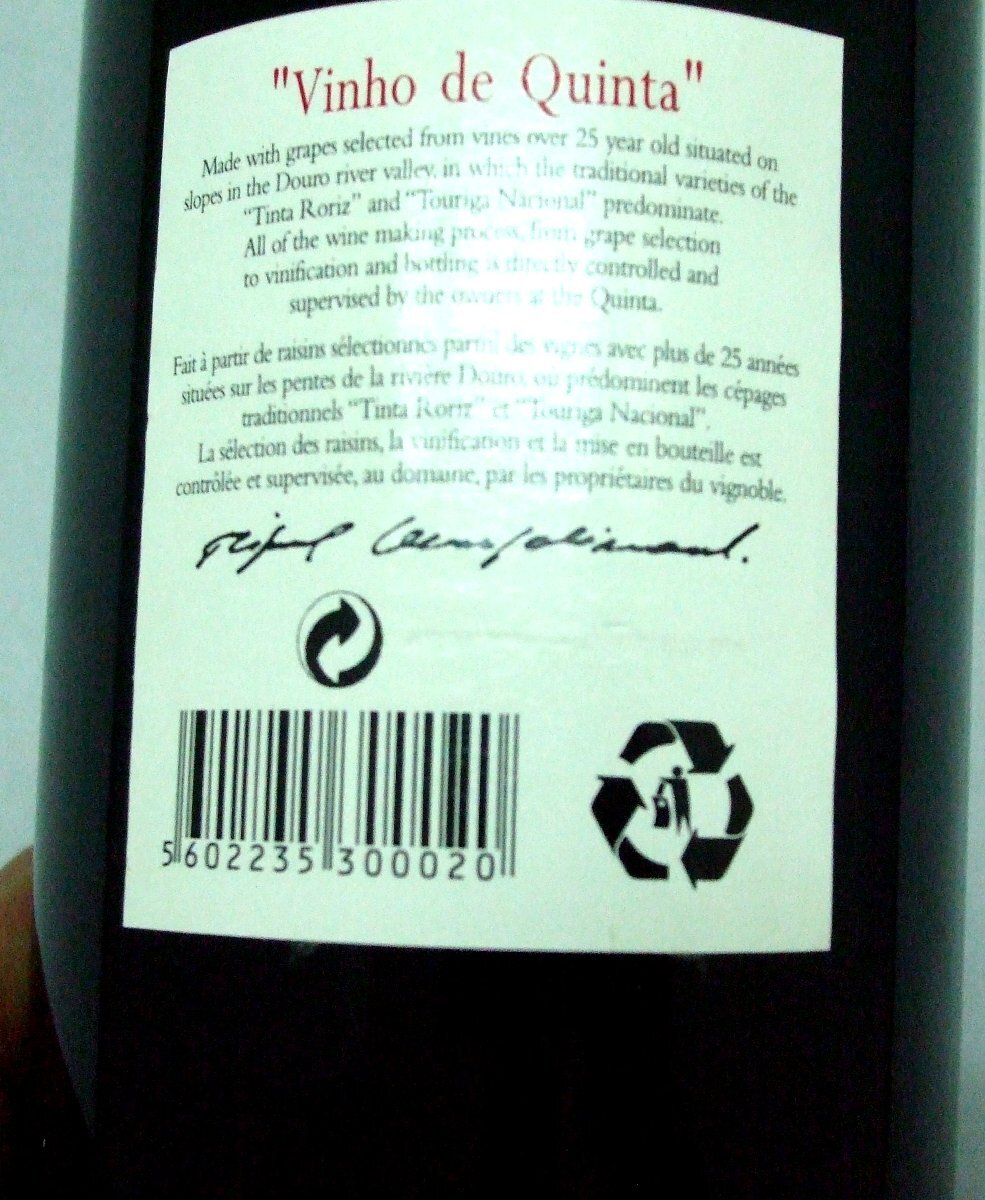 "Vinho de Quinta"
Made with grapes selected from vines over 25 year old situated on
slopes in the Douro river valley, in which the traditional varieties of the
"Tinta Roriz" and "Touriga Nacional" predominate.
All of the wine making process, from grape selection
to vinification and bottling is directly controlled and
supervised by the owners at the Quinta.
Fait à partir de raisins sélectionnés parmi des vignes avec plus de 25 années
situées sur les pentes de la rivière Douro, où prédominent les cépages
traditionnels "Tinta Roriz" et "Touriga Nacional".
La sélection des raisins, la vinification et la mise en bouteille est
contrôlée et supervisée, au domaine, par les propriétaires du vignoble.
5 602235 300020